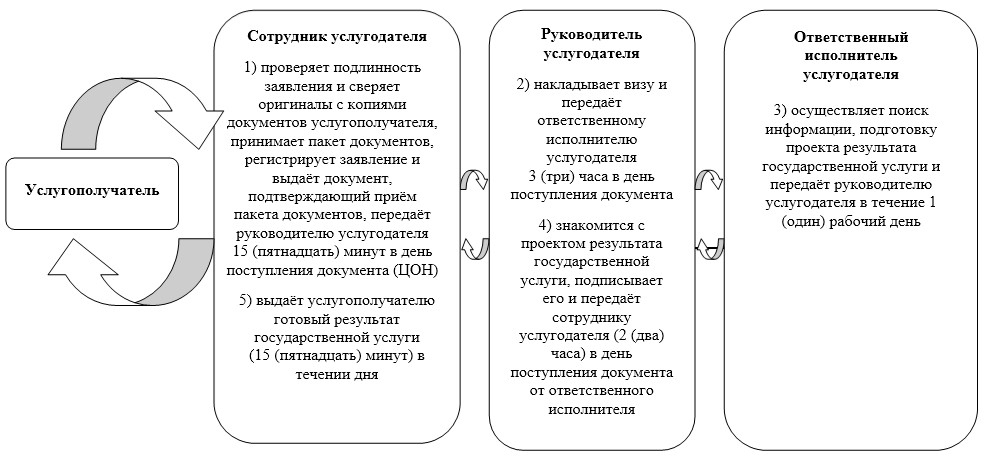 Услугополучатель
Сотрудник услугодателя
1) проверяет подлинность
заявления и сверяет
оригиналы с копиями
документов услугополучателя,
принимает пакет документов,
регистрирует заявление и
выдаёт документ,
подтверждающий приём
пакета документов, передаёт
руководителю услугодателя
15 (пятнадцать) минут в день
поступления документа (ЦОН)
5) выдаёт услугополучателю
готовый результат
государственной услуги
(15 (пятнадцать) минут) в
течении дня
Руководитель
услугодателя
2) накладывает визу и
передаёт
ответственному
исполнителю
услугодателя
3 (три) часа в день
поступления документа
4) знакомится с
проектом результата
государственной
услуги, подписывает
его и передаёт
сотруднику
услугодателя (2 (два)
часа) в день
поступления документа
от ответственного
исполнителя
Ответственный
исполнитель
услугодателя
3) осуществляет поиск
информации, подготовку
проекта результата
государственной услуги и
передаёт руководителю
услугодателя в течение 1
(один) рабочий день